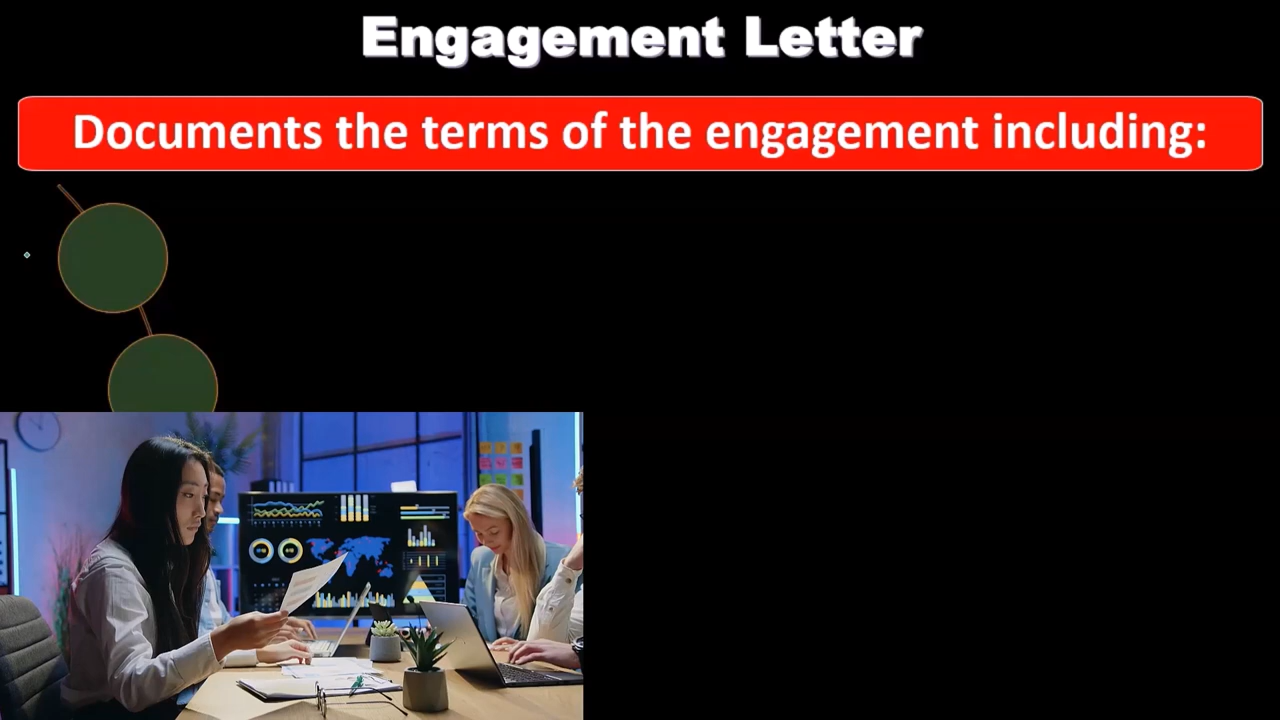 Engagement Letter
Documents the terms of the engagement including: